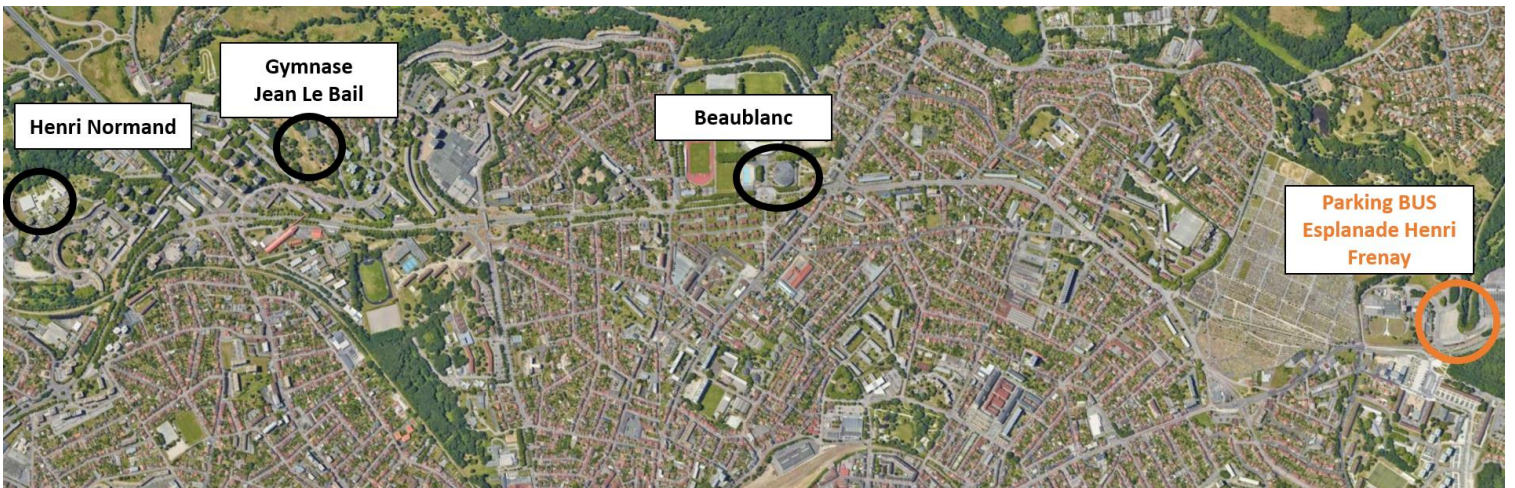 Henri Normand
Gymnase
Jean Le Bail
Beaublanc
Parking BUS
Esplanade Henri
Frenay